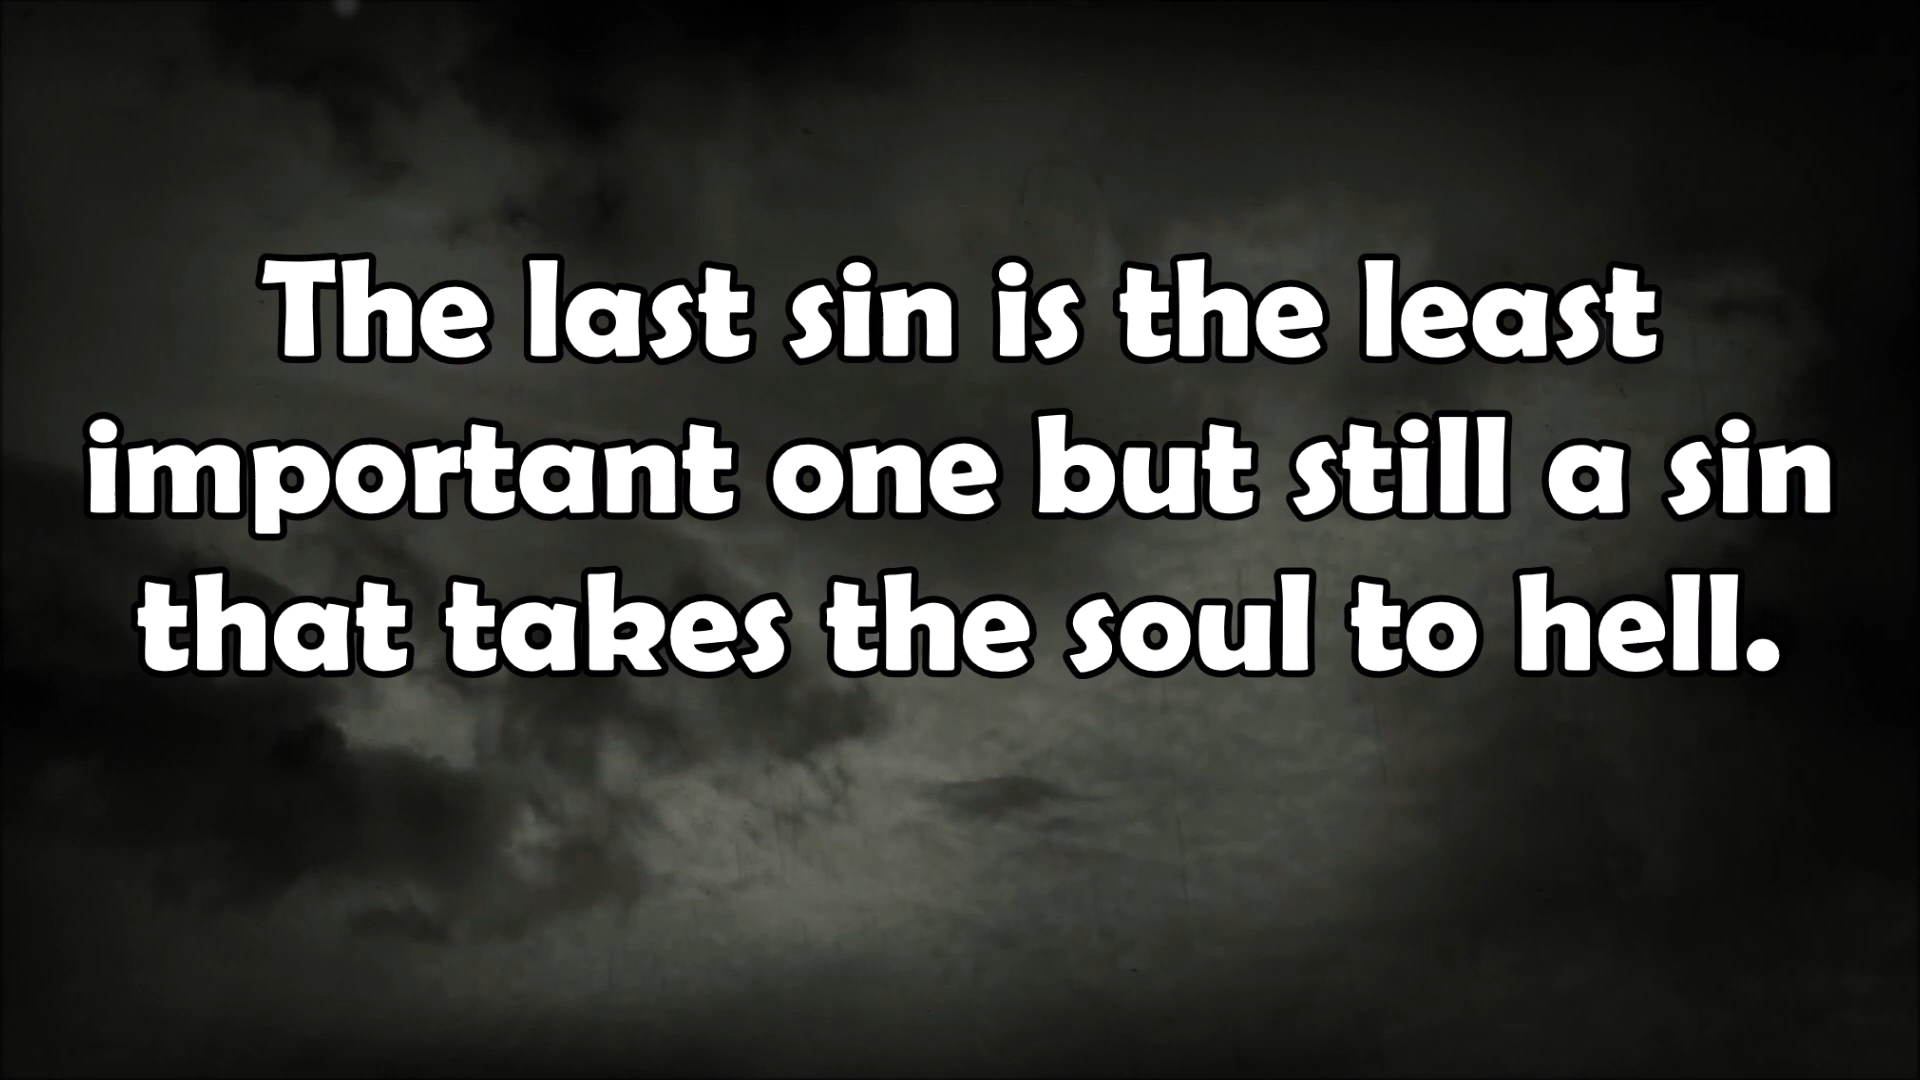 The last sin is the least
important one but still a sin
that takes the soul to hell.